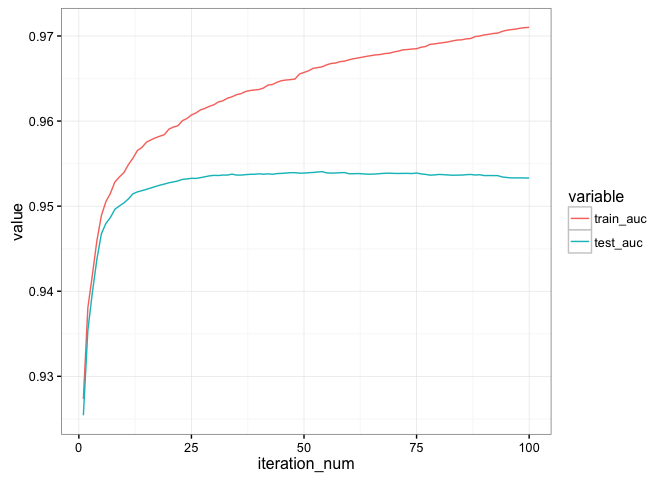 value
0.97
0.96
0.95
0.94
0.93
0
25
50
75
100
iteration_num
variable
train_auc
test_auc